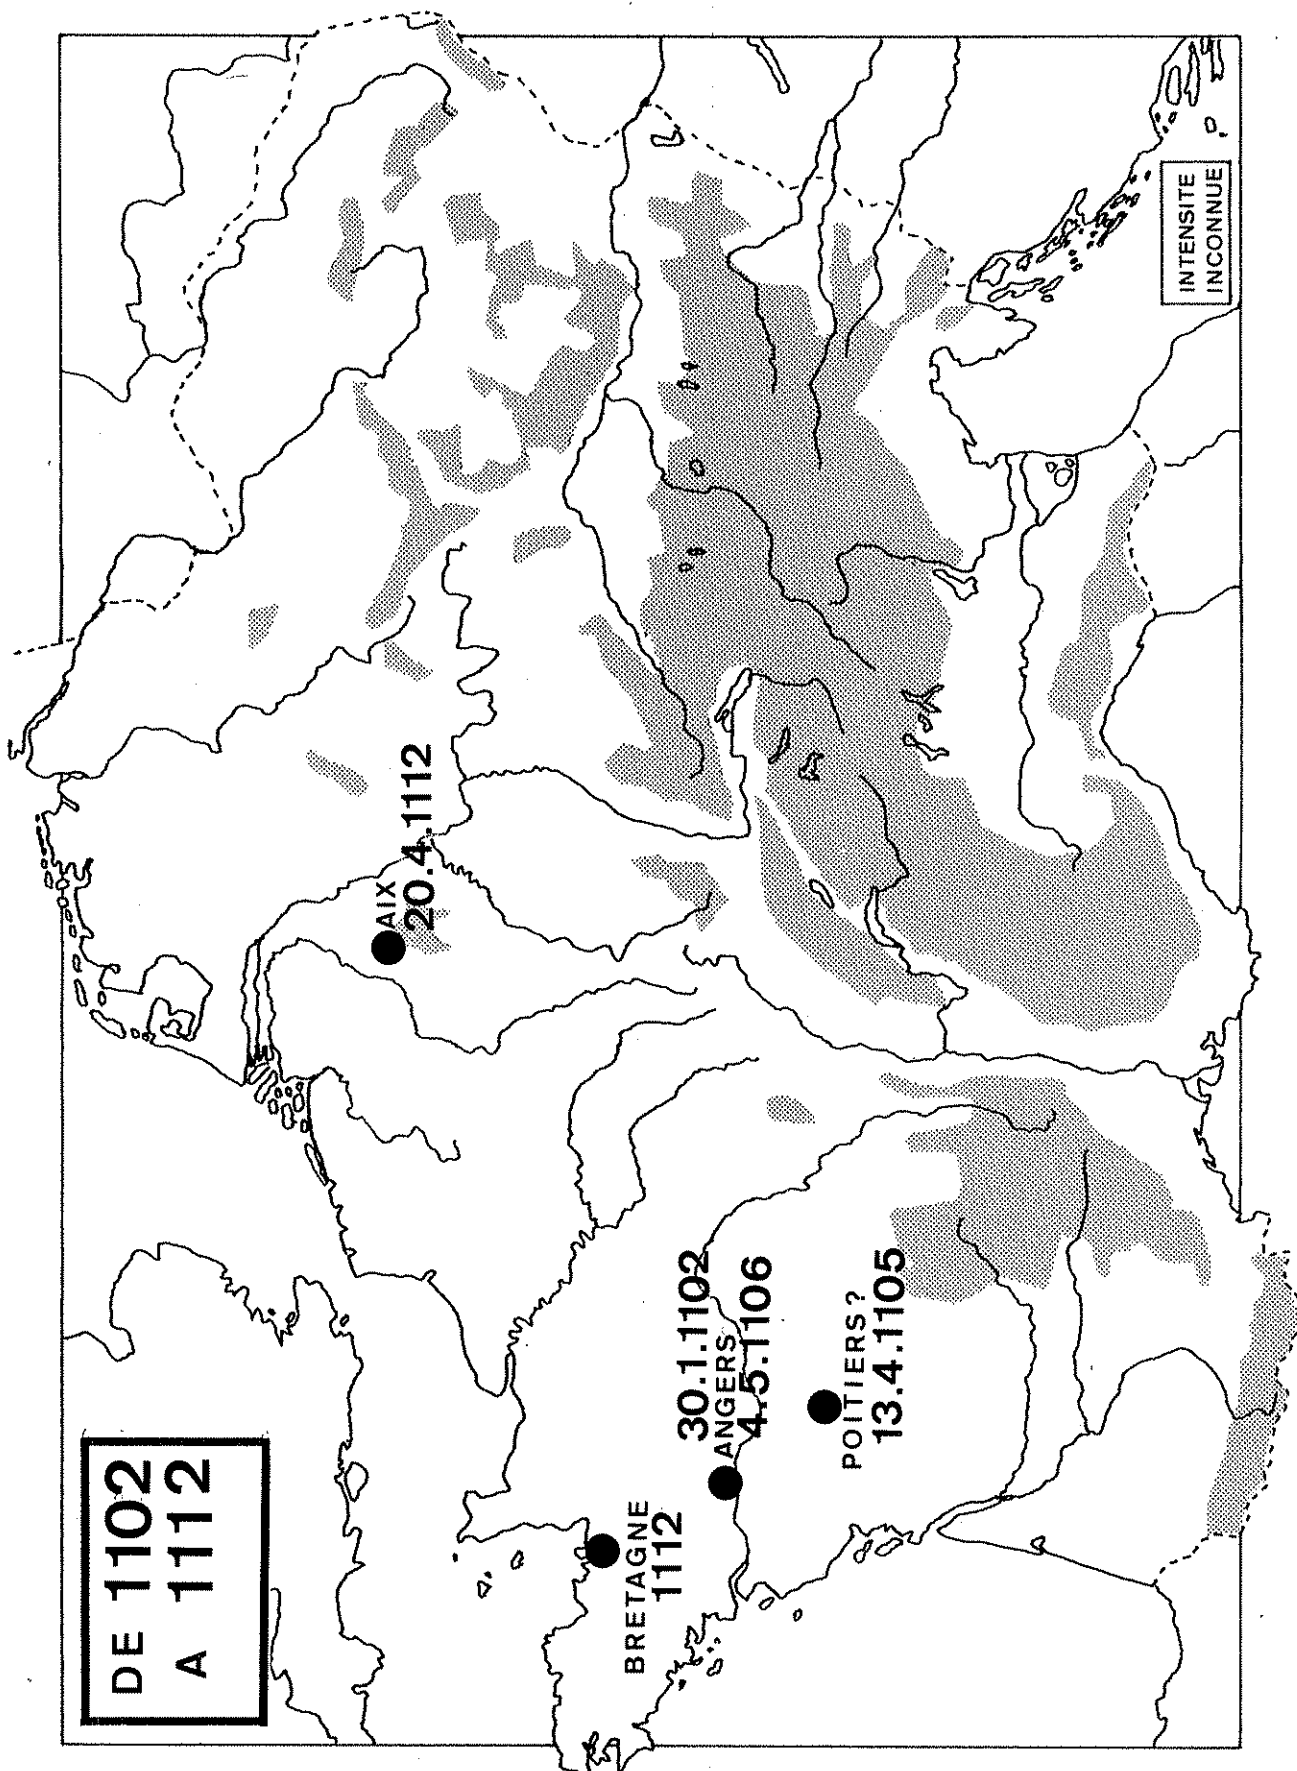 DE 1102
A 1112
AIX
20.4.1112
BRETAGNE
1112
30.1.1102
ANGERS
4.5.1106
POITIERS?
13.4.1105
INTENSITE
INCONNUE